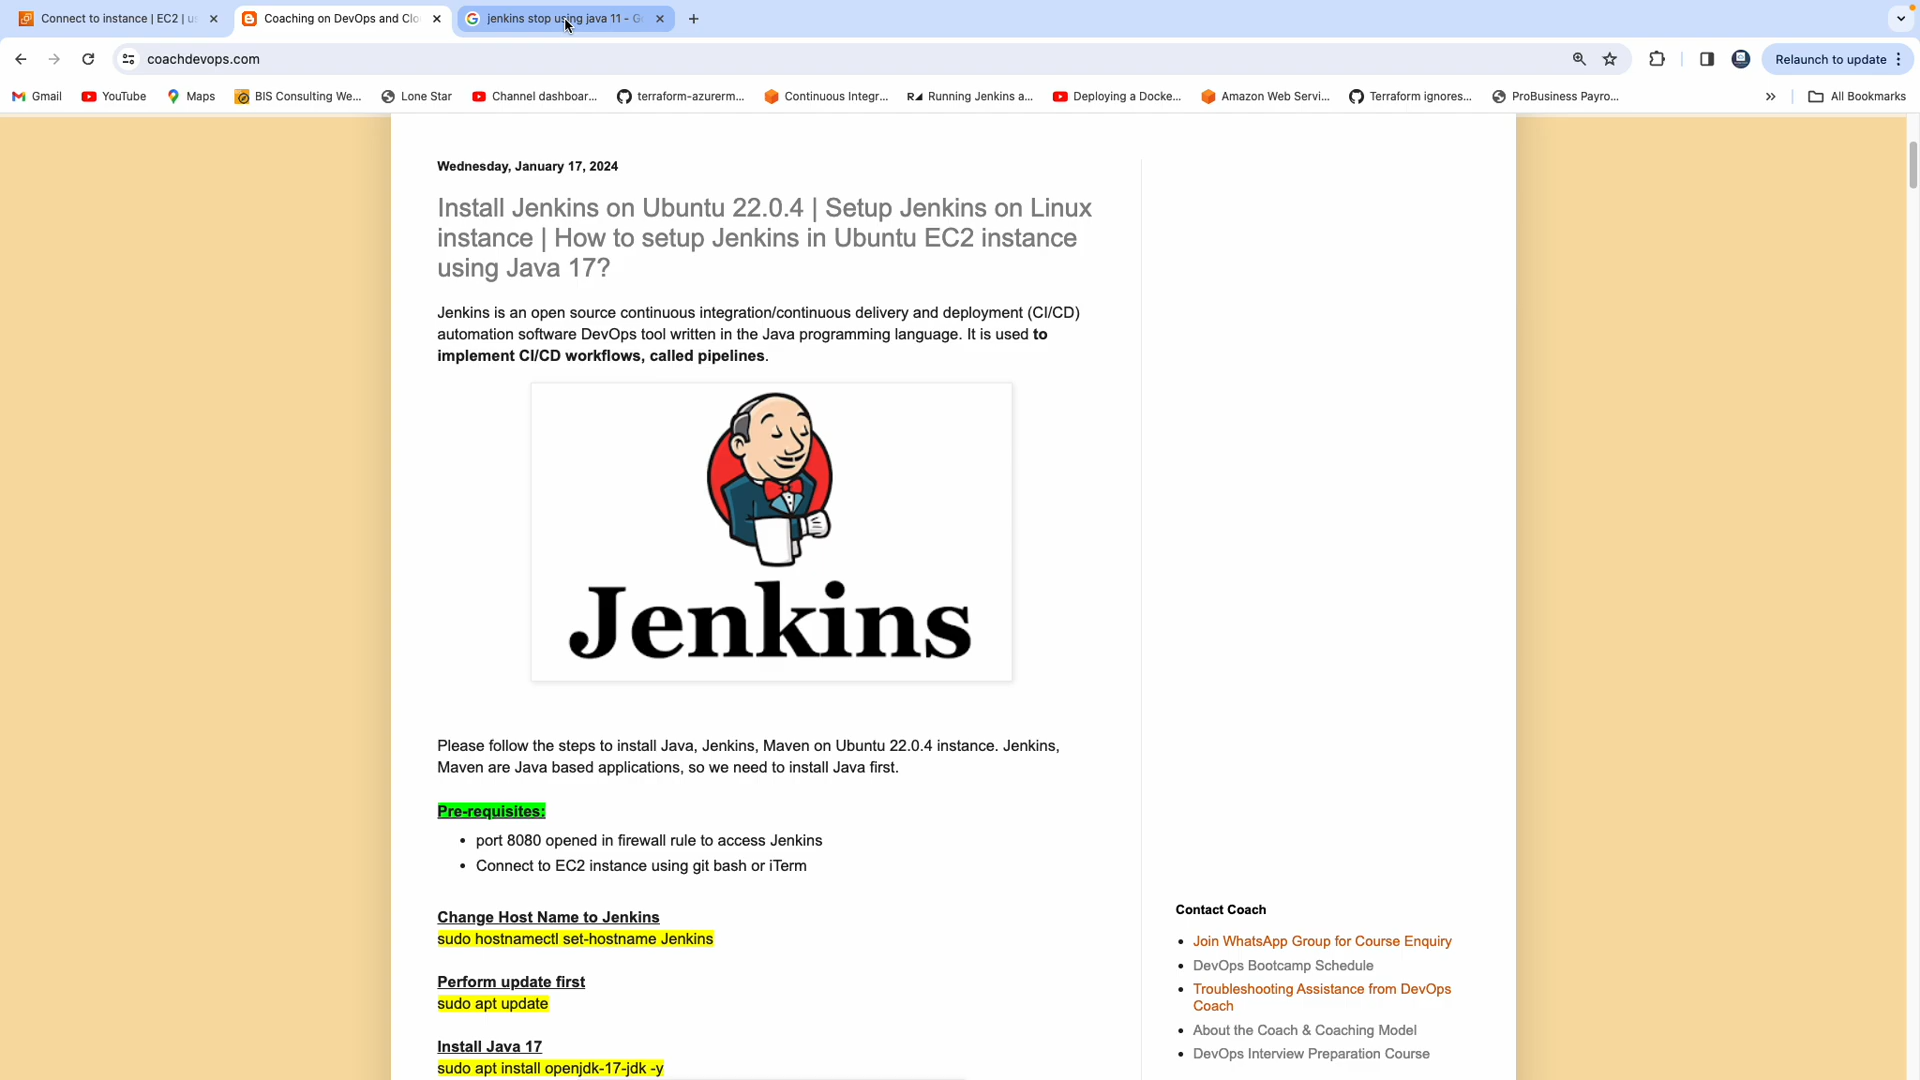 Connect to instance | EC2 | us
Coaching on DevOps and Clo
jenkins stop using java 11 - G
coachdevops.com
Relaunch to update
Gmail
YouTube
Maps
BIS Consulting We...
Lone Star
Channel dashboar...
terraform-azurerm...
Continuous Integr...
Running Jenkins a...
Deploying a Docke...
Amazon Web Servi...
Terraform ignores...
ProBusiness Payro...
All Bookmarks
Wednesday, January 17, 2024
Install Jenkins on Ubuntu 22.0.4 | Setup Jenkins on Linux
instance | How to setup Jenkins in Ubuntu EC2 instance
using Java 17?
Jenkins is an open source continuous integration/continuous delivery and deployment (CI/CD)
automation software DevOps tool written in the Java programming language. It is used to
implement CI/CD workflows, called pipelines.
Jenkins
Please follow the steps to install Java, Jenkins, Maven on Ubuntu 22.0.4 instance. Jenkins,
Maven are Java based applications, so we need to install Java first.
Pre-requisites:
• port 8080 opened in firewall rule to access Jenkins
• Connect to EC2 instance using git bash or iTerm
Change Host Name to Jenkins
sudo hostnamectl set-hostname Jenkins
Perform update first
sudo apt update
Install Java 17
sudo apt install openjdk-17-jdk -y
Contact Coach
• Join WhatsApp Group for Course Enquiry
• DevOps Bootcamp Schedule
• Troubleshooting Assistance from DevOps
Coach
• About the Coach & Coaching Model
• DevOps Interview Preparation Course